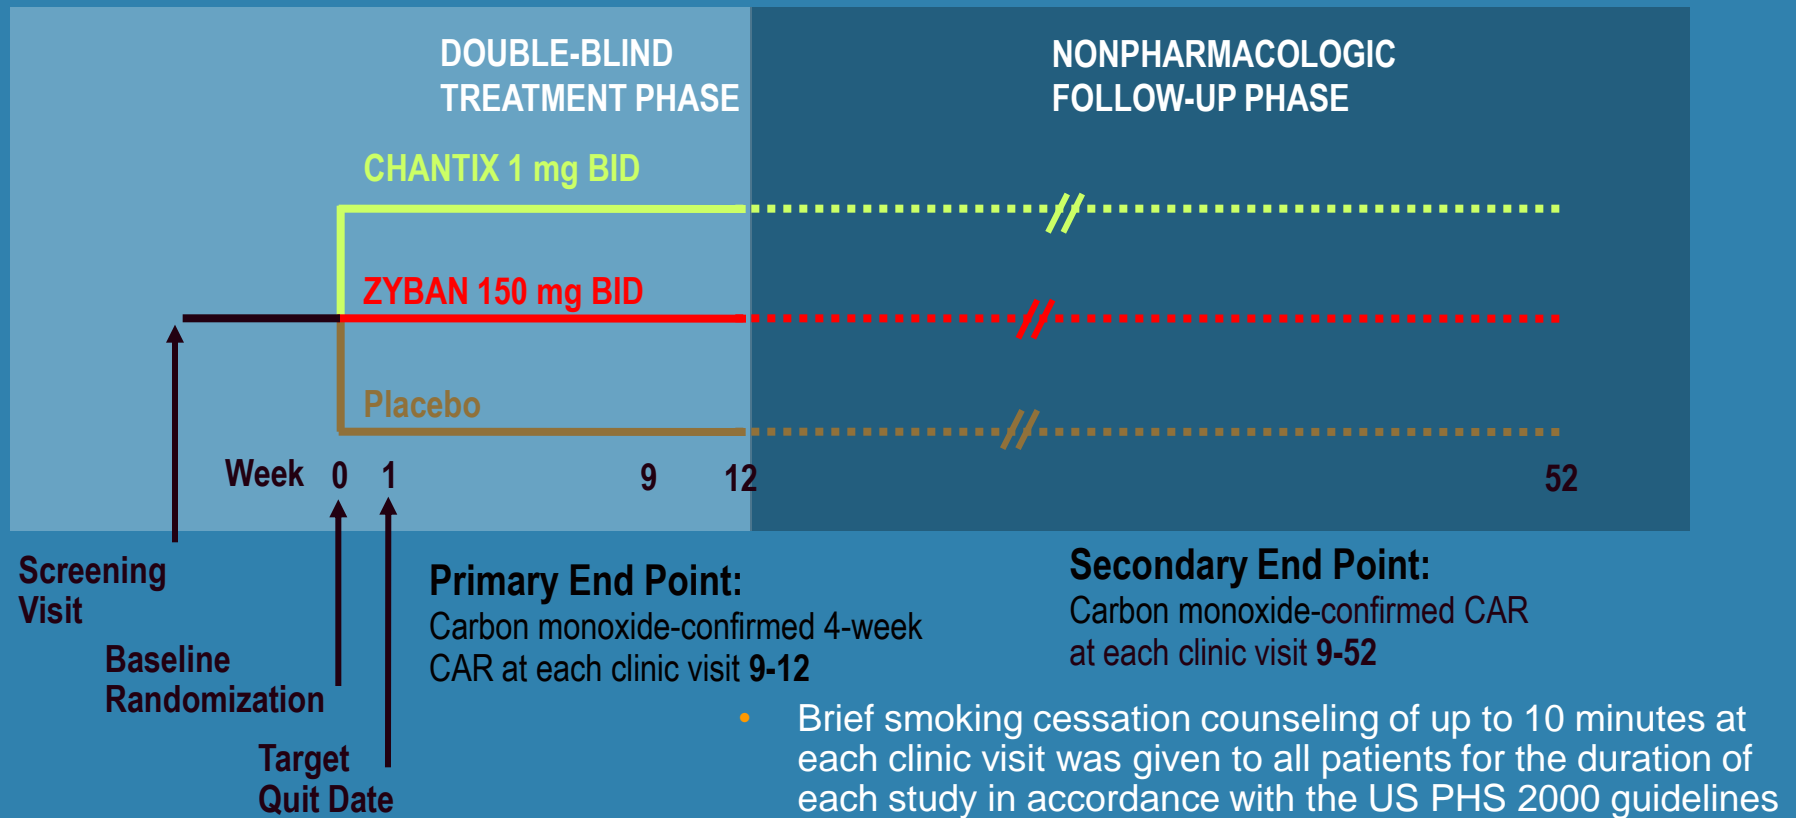 DOUBLE-BLIND
TREATMENT PHASE
NONPHARMACOLOGIC
FOLLOW-UP PHASE
CHANTIX 1 mg BID
ZYBAN 150 mg BID
Placebo
Week 0 1 9 12 52
Screening
Visit
Baseline
Randomization
Target
Quit Date
Primary End Point:
Carbon monoxide-confirmed 4-week
CAR at each clinic visit 9-12
Secondary End Point:
Carbon monoxide-confirmed CAR
at each clinic visit 9-52
• Brief smoking cessation counseling of up to 10 minutes at
each clinic visit was given to all patients for the duration of
each study in accordance with the US PHS 2000 guidelines